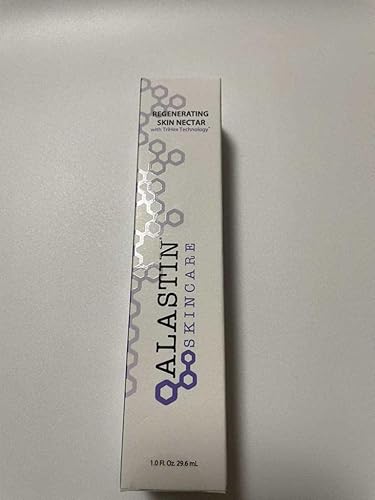 REGENERATING
SKIN NECTAR
with TriHex Technology®
ALASTIN®
SKINCARE
1.0 Fl. Oz. 29.6 mL